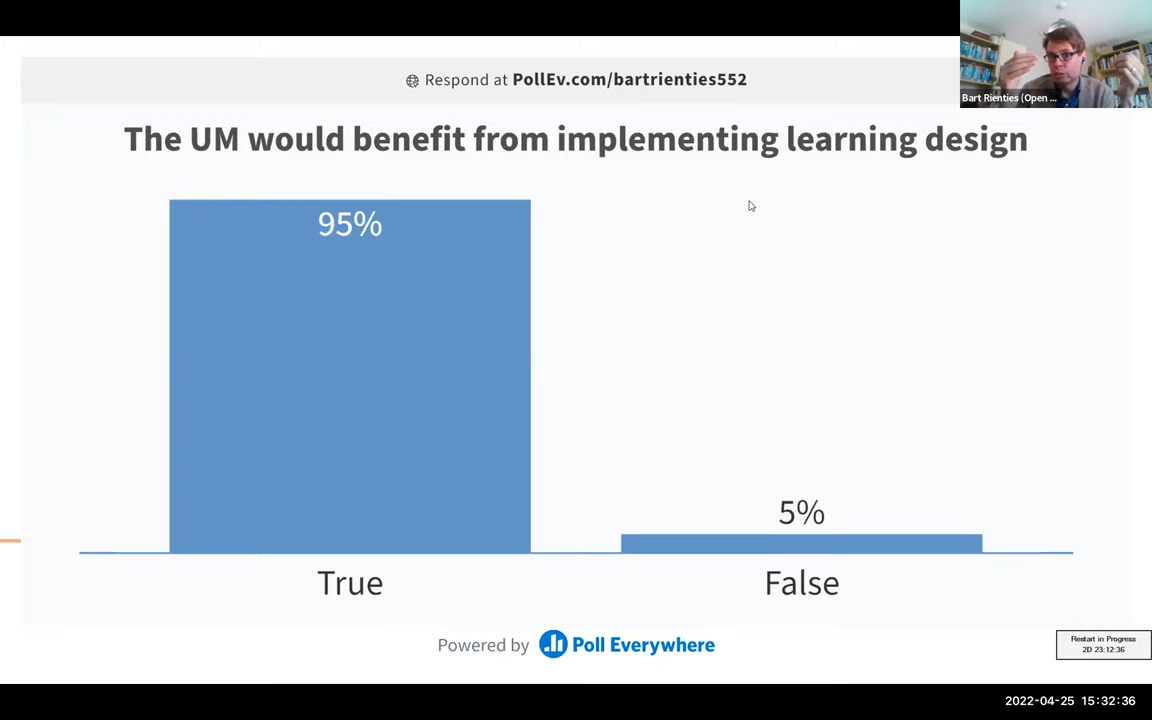 Respond at PollEv.com/bartrienties552
Bart Rienties (Open ...
The UM would benefit from implementing learning design
95%
5%
True
False
Powered by Poll Everywhere
Restart in Progress
2D 23:12:36
2022-04-25 15:32:36